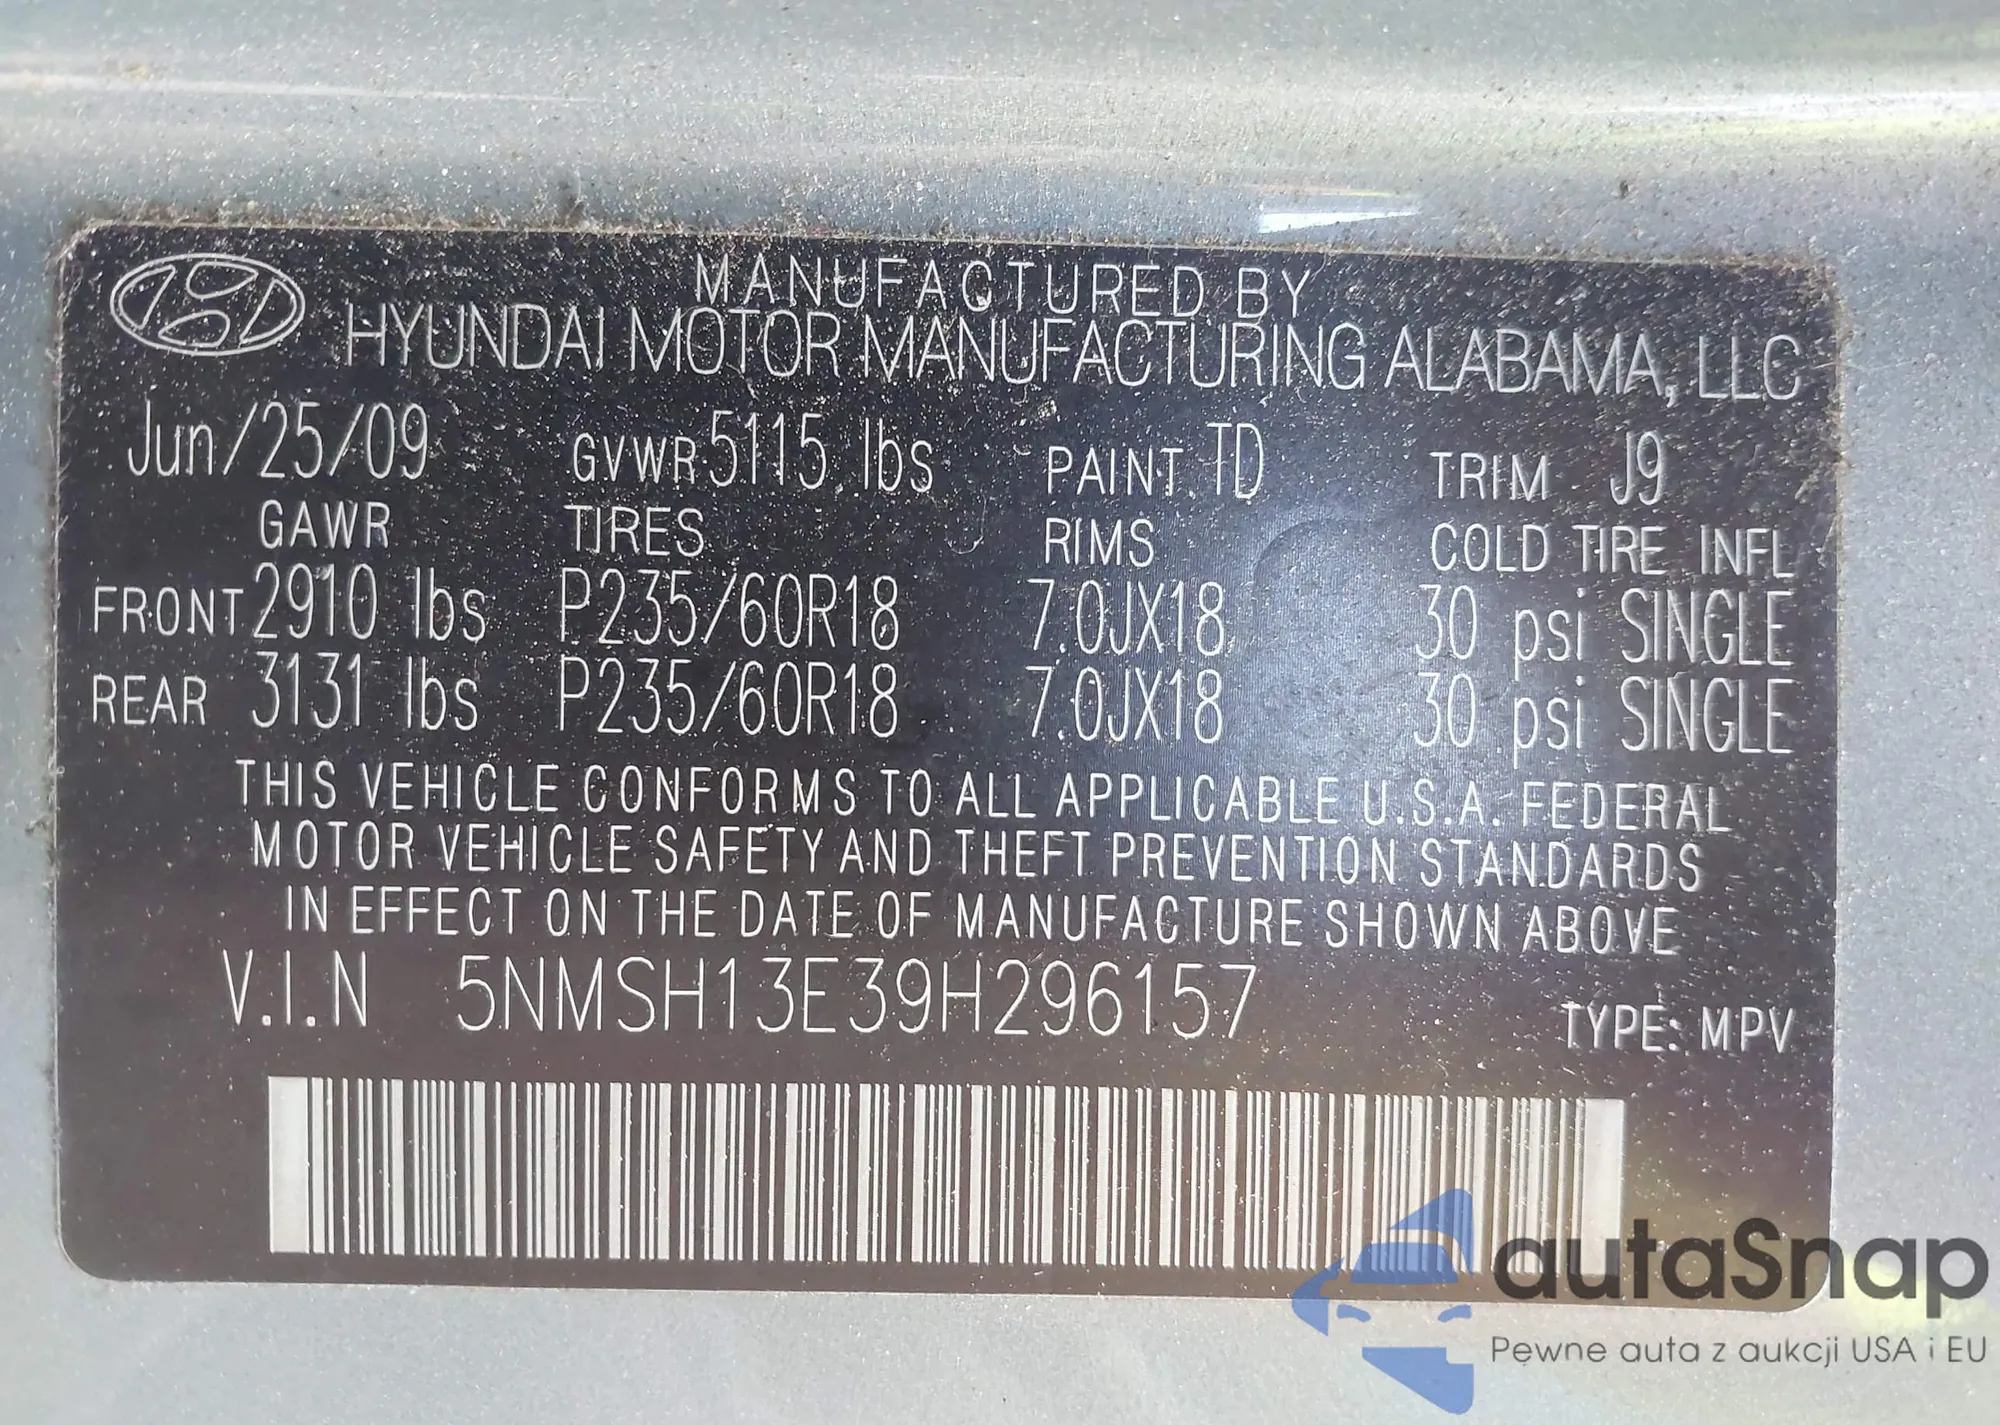 MANUFACTURED BY
HYUNDAI MOTOR MANUFACTURING ALABAMA, LLC
Jun/25/09 GVWR 5115 lbs PAINT TD TRIM J9
GAWR TIRES RIMS COLD TIRE INFL
FRONT 2910 lbs P235/60R18 7.0JX18 30 psi SINGLE
REAR 3131 lbs P235/60R18 7.0JX18 30 psi SINGLE
THIS VEHICLE CONFORMS TO ALL APPLICABLE U.S.A. FEDERAL
MOTOR VEHICLE SAFETY AND THEFT PREVENTION STANDARDS
IN EFFECT ON THE DATE OF MANUFACTURE SHOWN ABOVE
V.I.N 5NMSH13E39H296157 TYPE: MPV
autaSnap
Pewne auta z aukcji USA i EU